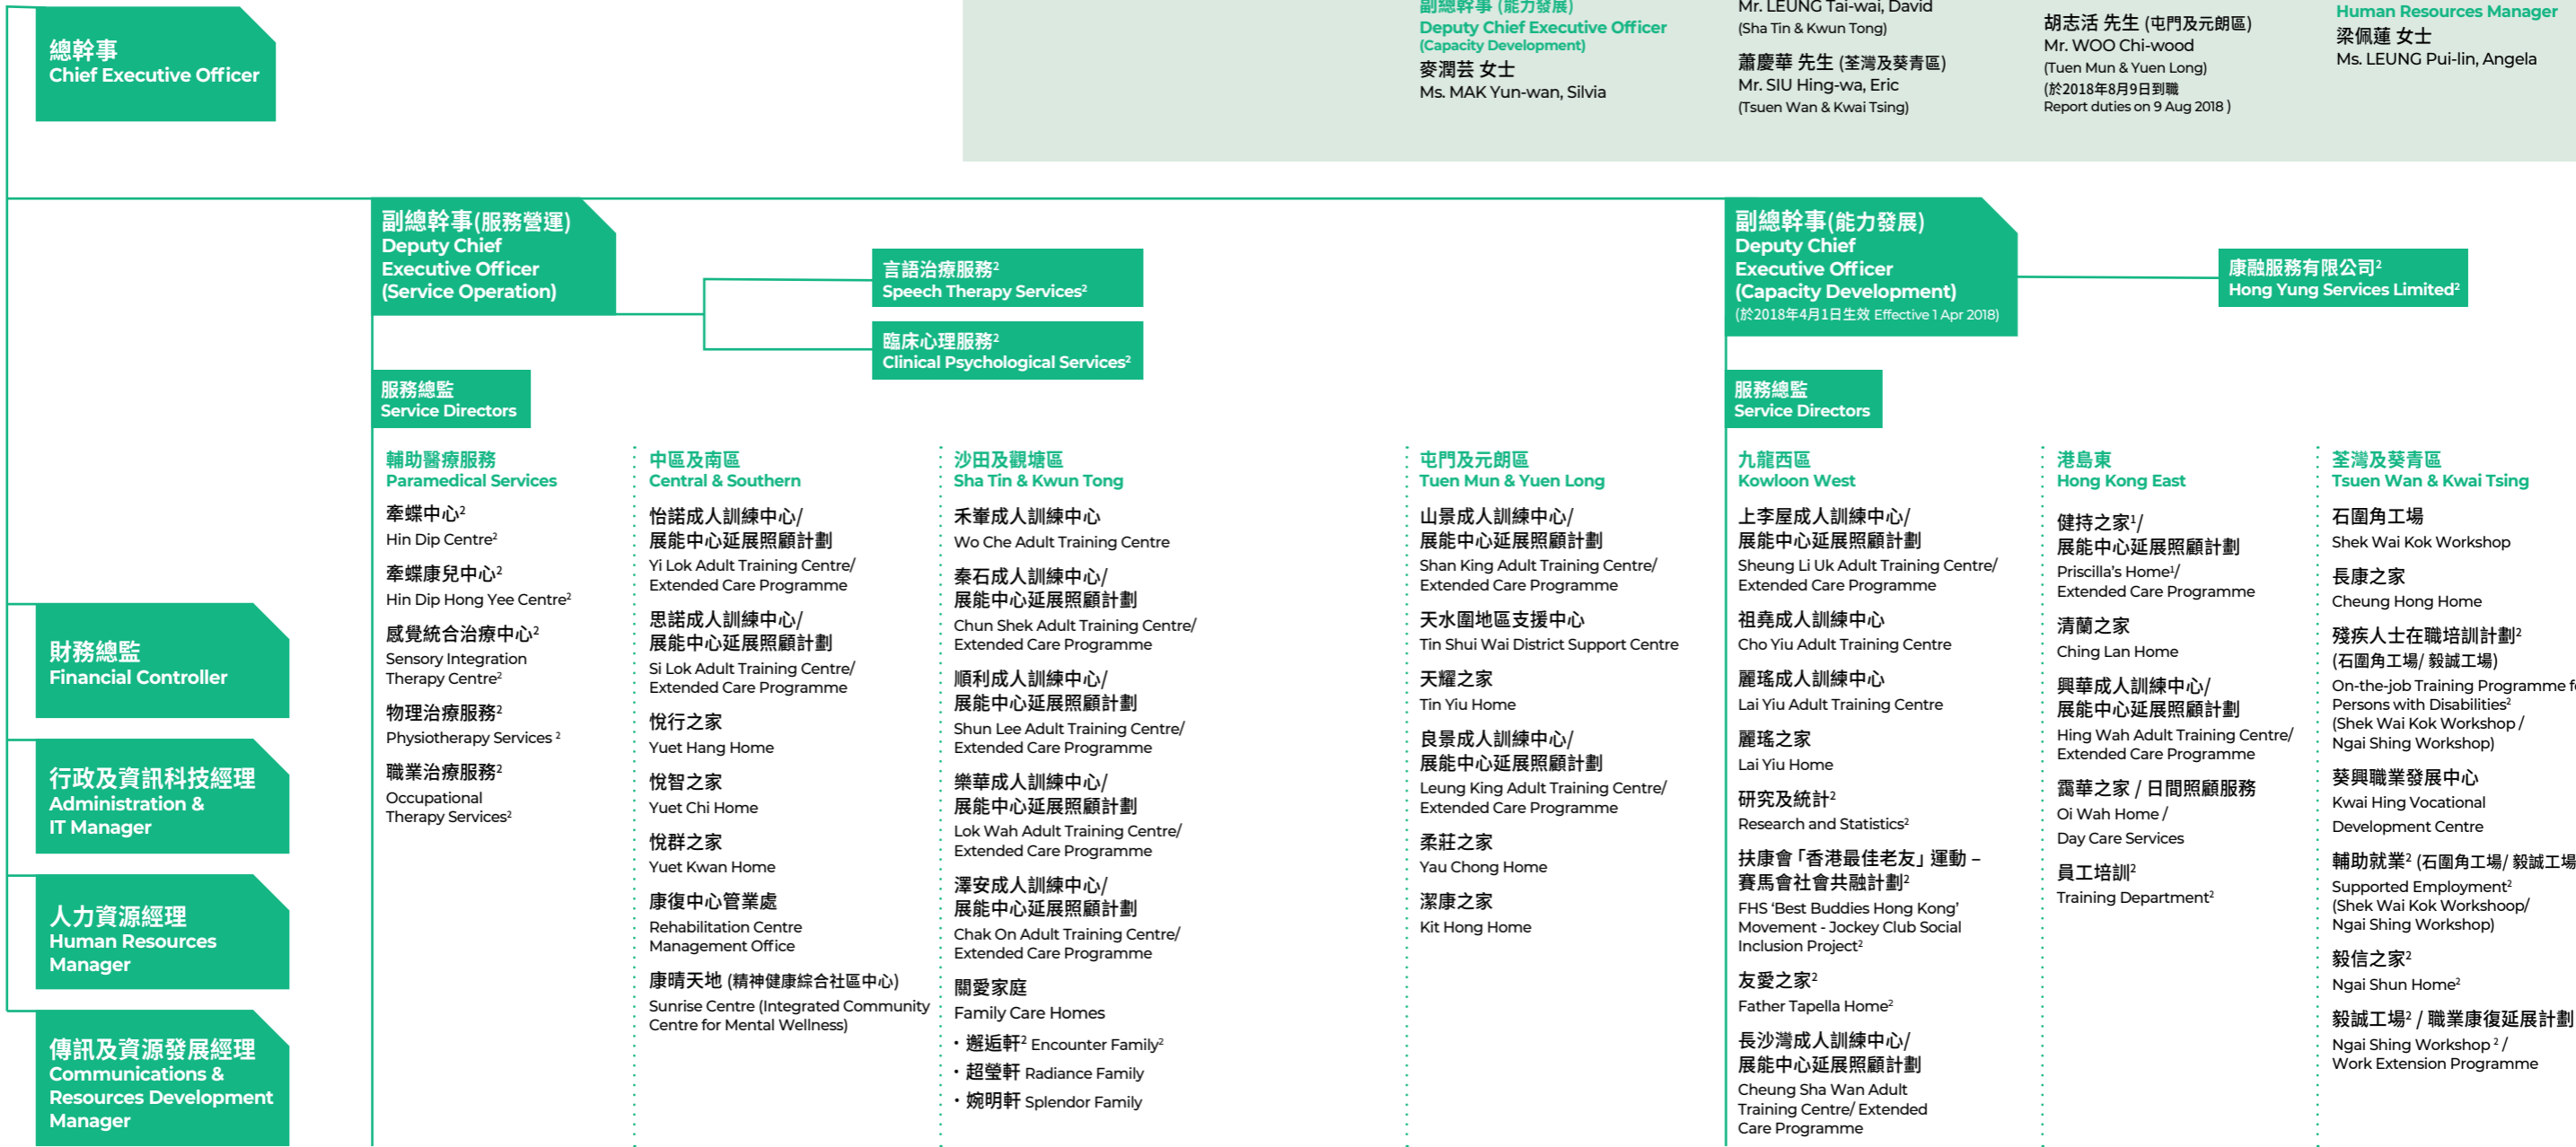 副總幹事 (能力發展)
Deputy Chief Executive Officer
(Capacity Development)
麥潤芸 女士
Ms. MAK Yun-wan, Silvia
Mr. LEUNG Tai-wai, David
(Sha Tin & Kwun Tong)
蕭慶華 先生 (荃灣及葵青區)
Mr. SIU Hing-wa, Eric
(Tsuen Wan & Kwai Tsing)
胡志活 先生 (屯門及元朗區)
Mr. WOO Chi-wood
(Tuen Mun & Yuen Long)
(於2018年8月9日到職
Report duties on 9 Aug 2018 )
Human Resources Manager
梁佩蓮 女士
Ms. LEUNG Pui-lin, Angela
總幹事
Chief Executive Officer
副總幹事(服務營運)
Deputy Chief
Executive Officer
(Service Operation)
言語治療服務²
Speech Therapy Services²
臨床心理服務²
Clinical Psychological Services²
副總幹事(能力發展)
Deputy Chief
Executive Officer
(Capacity Development)
(於2018年4月1日生效 Effective 1 Apr 2018)
康融服務有限公司²
Hong Yung Services Limited²
財務總監
Financial Controller
行政及資訊科技經理
Administration &
IT Manager
人力資源經理
Human Resources
Manager
傳訊及資源發展經理
Communications &
Resources Development
Manager
服務總監
Service Directors
輔助醫療服務
Paramedical Services
牽蝶中心²
Hin Dip Centre²
牽蝶康兒中心²
Hin Dip Hong Yee Centre²
感覺統合治療中心²
Sensory Integration
Therapy Centre²
物理治療服務²
Physiotherapy Services ²
職業治療服務²
Occupational
Therapy Services²
中區及南區
Central & Southern
怡諾成人訓練中心/
展能中心延展照顧計劃
Yi Lok Adult Training Centre/
Extended Care Programme
思諾成人訓練中心/
展能中心延展照顧計劃
Si Lok Adult Training Centre/
Extended Care Programme
悅行之家
Yuet Hang Home
悅智之家
Yuet Chi Home
悅群之家
Yuet Kwan Home
康復中心管業處
Rehabilitation Centre
Management Office
康晴天地 (精神健康綜合社區中心)
Sunrise Centre (Integrated Community
Centre for Mental Wellness)
沙田及觀塘區
Sha Tin & Kwun Tong
禾輋成人訓練中心
Wo Che Adult Training Centre
秦石成人訓練中心/
展能中心延展照顧計劃
Chun Shek Adult Training Centre/
Extended Care Programme
順利成人訓練中心/
展能中心延展照顧計劃
Shun Lee Adult Training Centre/
Extended Care Programme
樂華成人訓練中心/
展能中心延展照顧計劃
Lok Wah Adult Training Centre/
Extended Care Programme
澤安成人訓練中心/
展能中心延展照顧計劃
Chak On Adult Training Centre/
Extended Care Programme
關愛家庭
Family Care Homes
・邂逅軒² Encounter Family²
・超瑩軒 Radiance Family
・婉明軒 Splendor Family
屯門及元朗區
Tuen Mun & Yuen Long
山景成人訓練中心/
展能中心延展照顧計劃
Shan King Adult Training Centre/
Extended Care Programme
天水圍地區支援中心
Tin Shui Wai District Support Centre
天耀之家
Tin Yiu Home
良景成人訓練中心/
展能中心延展照顧計劃
Leung King Adult Training Centre/
Extended Care Programme
柔莊之家
Yau Chong Home
潔康之家
Kit Hong Home
服務總監
Service Directors
九龍西區
Kowloon West
上李屋成人訓練中心/
展能中心延展照顧計劃
Sheung Li Uk Adult Training Centre/
Extended Care Programme
祖堯成人訓練中心
Cho Yiu Adult Training Centre
麗瑤成人訓練中心
Lai Yiu Adult Training Centre
麗瑤之家
Lai Yiu Home
研究及統計²
Research and Statistics²
扶康會「香港最佳老友」運動 –
賽馬會社會共融計劃²
FHS ‘Best Buddies Hong Kong’
Movement - Jockey Club Social
Inclusion Project²
友愛之家²
Father Tapella Home²
長沙灣成人訓練中心/
展能中心延展照顧計劃
Cheung Sha Wan Adult
Training Centre/ Extended
Care Programme
港島東
Hong Kong East
健持之家¹/
展能中心延展照顧計劃
Priscilla’s Home¹/
Extended Care Programme
清蘭之家
Ching Lan Home
興華成人訓練中心/
展能中心延展照顧計劃
Hing Wah Adult Training Centre/
Extended Care Programme
靄華之家 / 日間照顧服務
Oi Wah Home /
Day Care Services
員工培訓²
Training Department²
荃灣及葵青區
Tsuen Wan & Kwai Tsing
石圍角工場
Shek Wai Kok Workshop
長康之家
Cheung Hong Home
殘疾人士在職培訓計劃²
(石圍角工場/ 毅誠工場)
On-the-job Training Programme
Persons with Disabilities²
(Shek Wai Kok Workshop /
Ngai Shing Workshop)
葵興職業發展中心
Kwai Hing Vocational
Development Centre
輔助就業² (石圍角工場/ 毅誠工場
Supported Employment²
(Shek Wai Kok Workshoop/
Ngai Shing Workshop)
毅信之家²
Ngai Shun Home²
毅誠工場² / 職業康復延展計劃
Ngai Shing Workshop ² /
Work Extension Programme